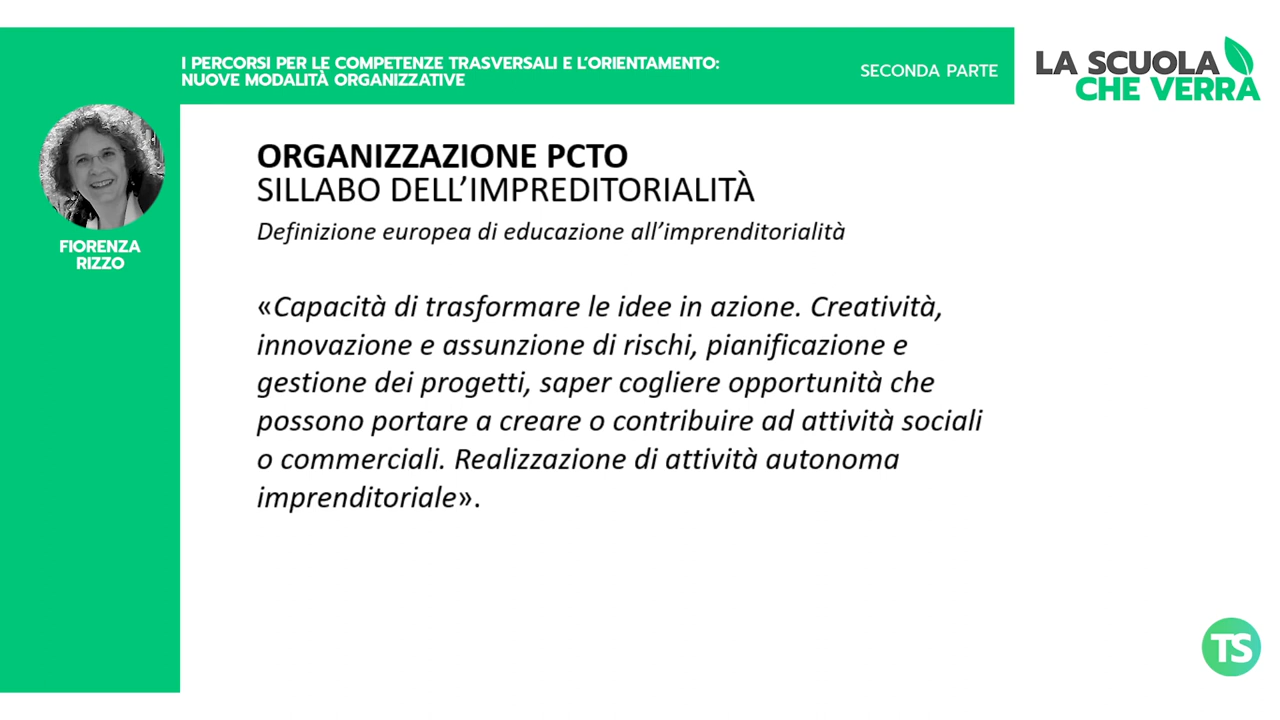 I PERCORSI PER LE COMPETENZE TRASVERSALI E L'ORIENTAMENTO:
NUOVE MODALITÀ ORGANIZZATIVE
SECONDA PARTE
LA SCUOLA
CHE VERRÀ
FIORENZA
RIZZO
ORGANIZZAZIONE PCTO
SILLABO DELL'IMPREDITORIALITÀ
Definizione europea di educazione all'imprenditorialità
«Capacità di trasformare le idee in azione. Creatività,
innovazione e assunzione di rischi, pianificazione e
gestione dei progetti, saper cogliere opportunità che
possono portare a creare o contribuire ad attività sociali
o commerciali. Realizzazione di attività autonoma
imprenditoriale».
TS